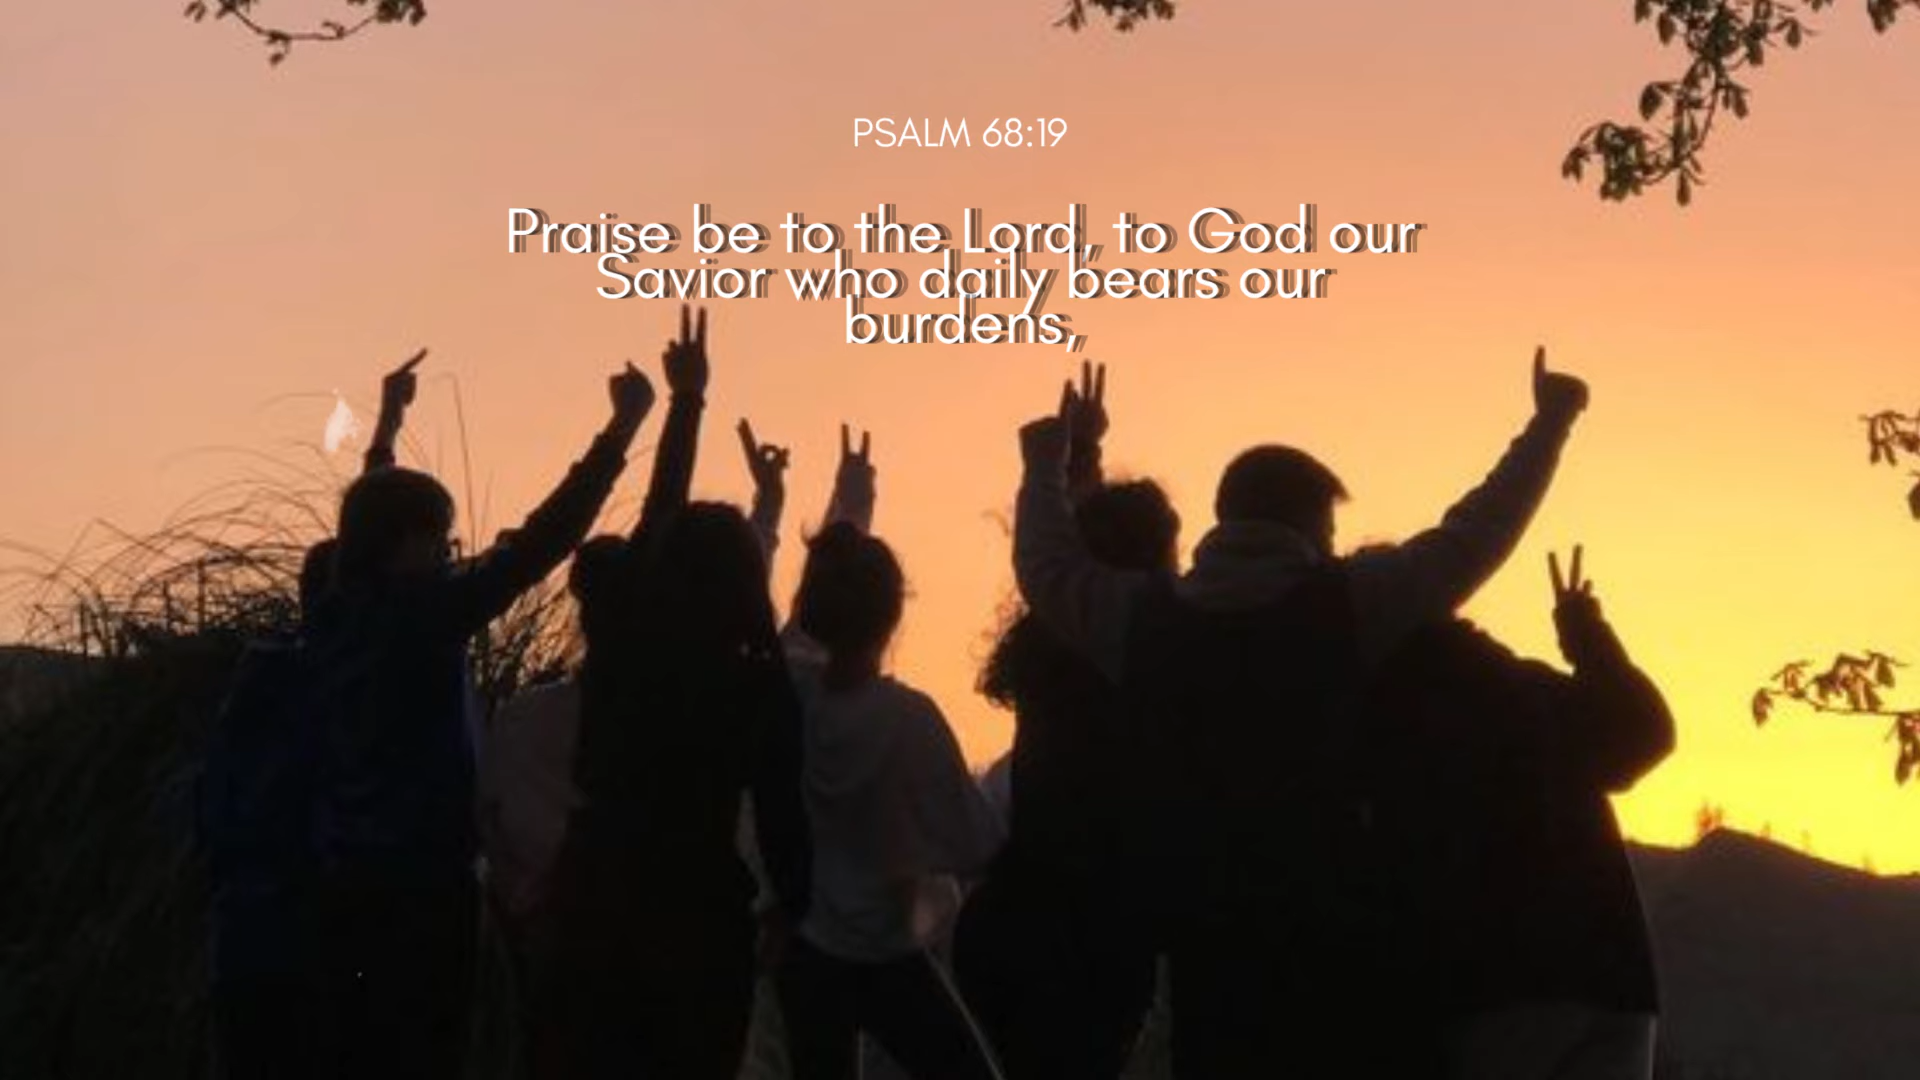 PSALM 68:19
Praise be to the Lord, to God our
Savior who daily bears our
burdens,